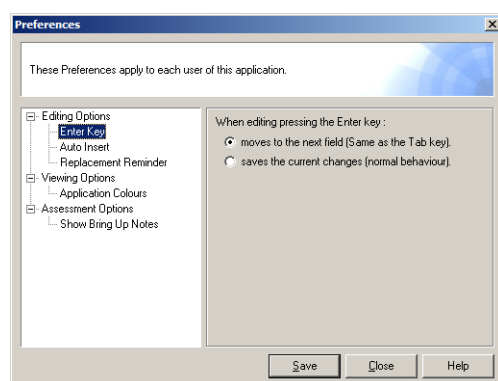 Preferences
These Preferences apply to each user of this application.
Editing Options
Enter Key
Auto Insert
Replacement Reminder
Viewing Options
Application Colours
Assessment Options
Show Bring Up Notes
When editing pressing the Enter key :
moves to the next field (Same as the Tab key).
saves the current changes (normal behaviour).
Save Close Help